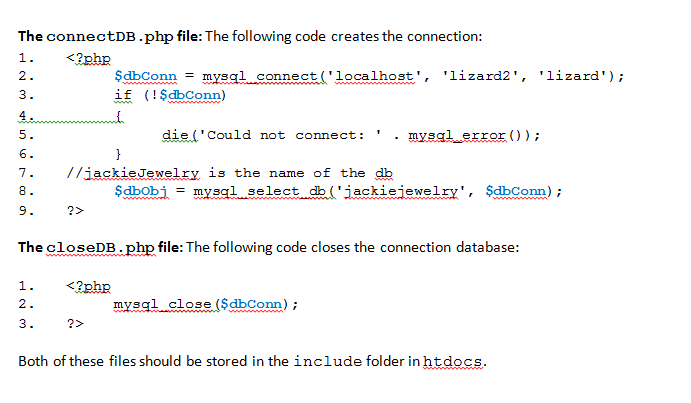 The connectDB.php file: The following code creates the connection:
1. <?php
2. $dbConn = mysql_connect('localhost', 'lizard2', 'lizard');
3. if (!$dbConn)
4. {
5. die('Could not connect: ' . mysql_error());
6. }
7. //jackieJewelry is the name of the db
8. $dbObj = mysql_select_db('jackiejewelry', $dbConn);
9. ?>
The closeDB.php file: The following code closes the connection database:
1. <?php
2. mysql_close($dbConn);
3. ?>
Both of these files should be stored in the include folder in htdocs.